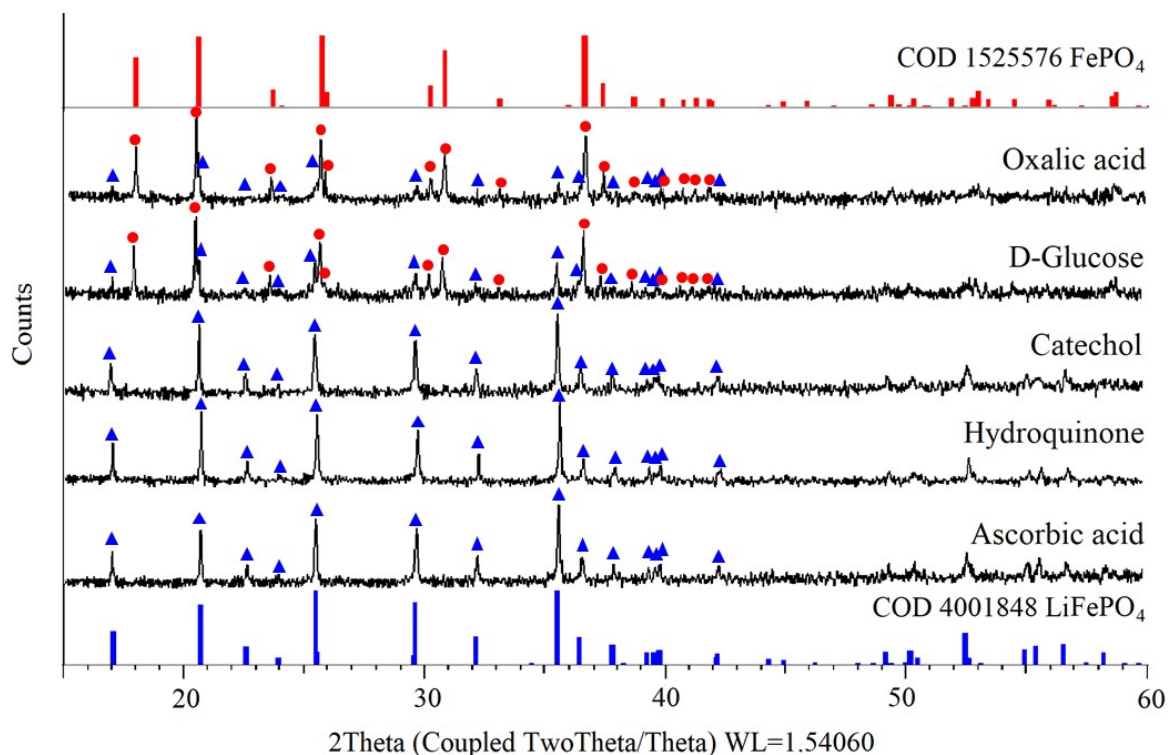 COD 1525576 FePO₄
Oxalic acid
D-Glucose
Catechol
Hydroquinone
Ascorbic acid
COD 4001848 LiFePO₄
Counts
20 30 40 50 60
2Theta (Coupled TwoTheta/Theta) WL=1.54060